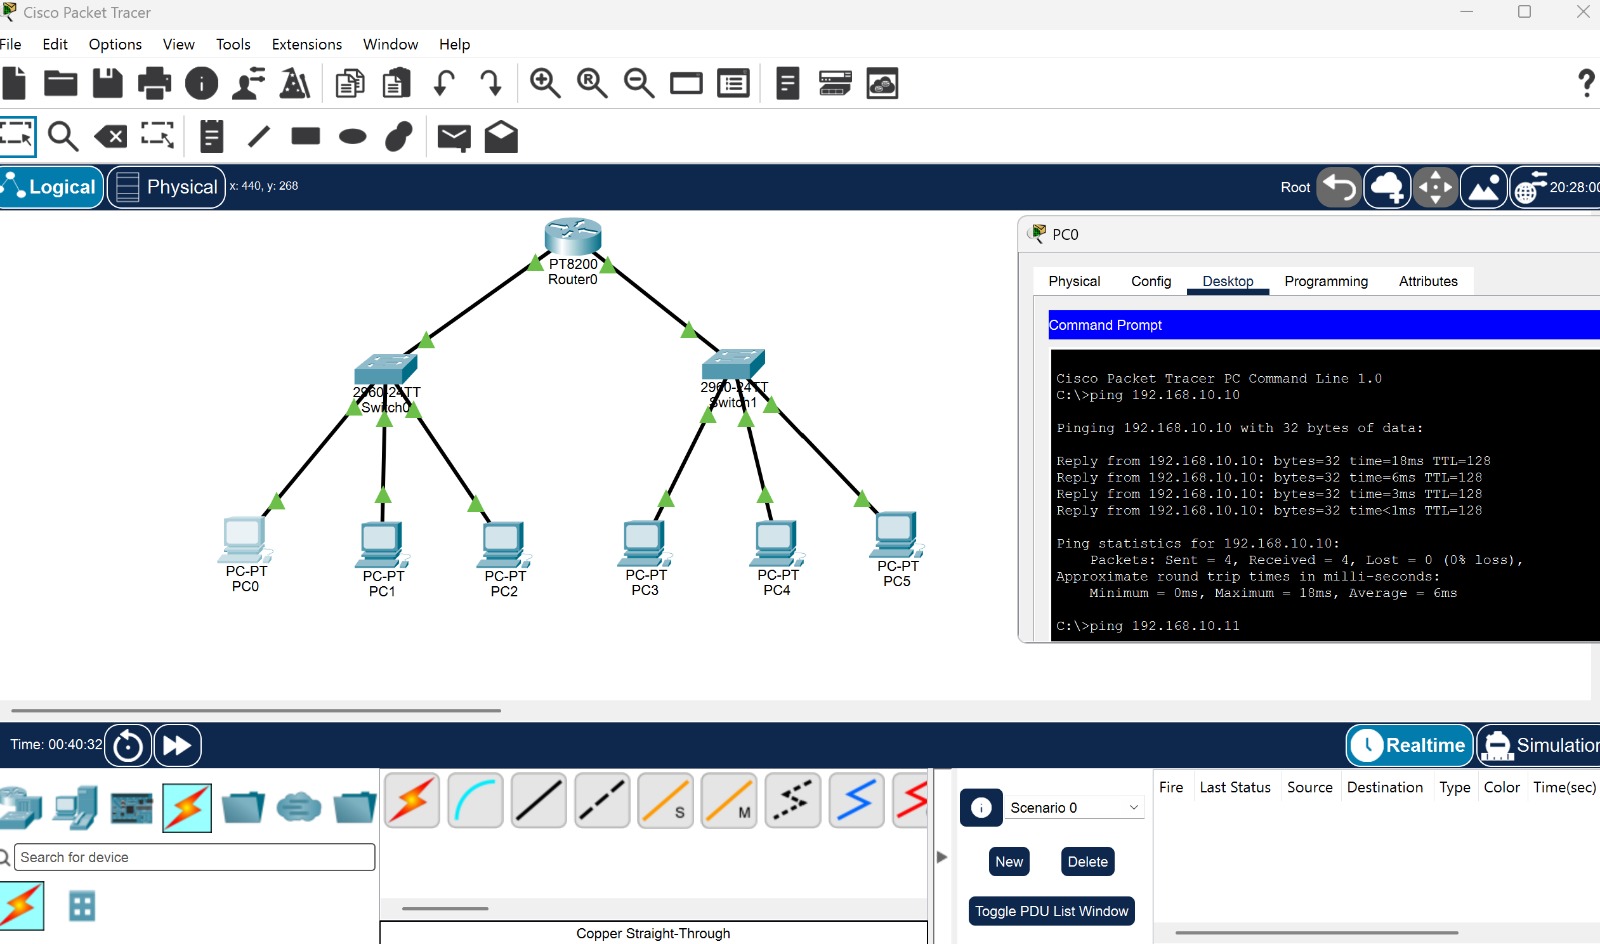 Cisco Packet Tracer
File Edit Options View Tools Extensions Window Help
Logical Physical x: 440, y: 268 Root 20:28:00
PT8200
Router0
2960-24TT
Switch0
2960-24TT
Switch1
PC-PT
PC0
PC-PT
PC1
PC-PT
PC2
PC-PT
PC3
PC-PT
PC4
PC-PT
PC5
PC0
Physical Config Desktop Programming Attributes
Command Prompt
Cisco Packet Tracer PC Command Line 1.0
C:\>ping 192.168.10.10
Pinging 192.168.10.10 with 32 bytes of data:
Reply from 192.168.10.10: bytes=32 time=18ms TTL=128
Reply from 192.168.10.10: bytes=32 time=6ms TTL=128
Reply from 192.168.10.10: bytes=32 time=3ms TTL=128
Reply from 192.168.10.10: bytes=32 time<1ms TTL=128
Ping statistics for 192.168.10.10:
Packets: Sent = 4, Received = 4, Lost = 0 (0% loss),
Approximate round trip times in milli-seconds:
Minimum = 0ms, Maximum = 18ms, Average = 6ms
C:\>ping 192.168.10.11
Time: 00:40:32 Realtime Simulation
S M
Search for device
Copper Straight-Through
Scenario 0
New Delete
Toggle PDU List Window
Fire Last Status Source Destination Type Color Time(sec)